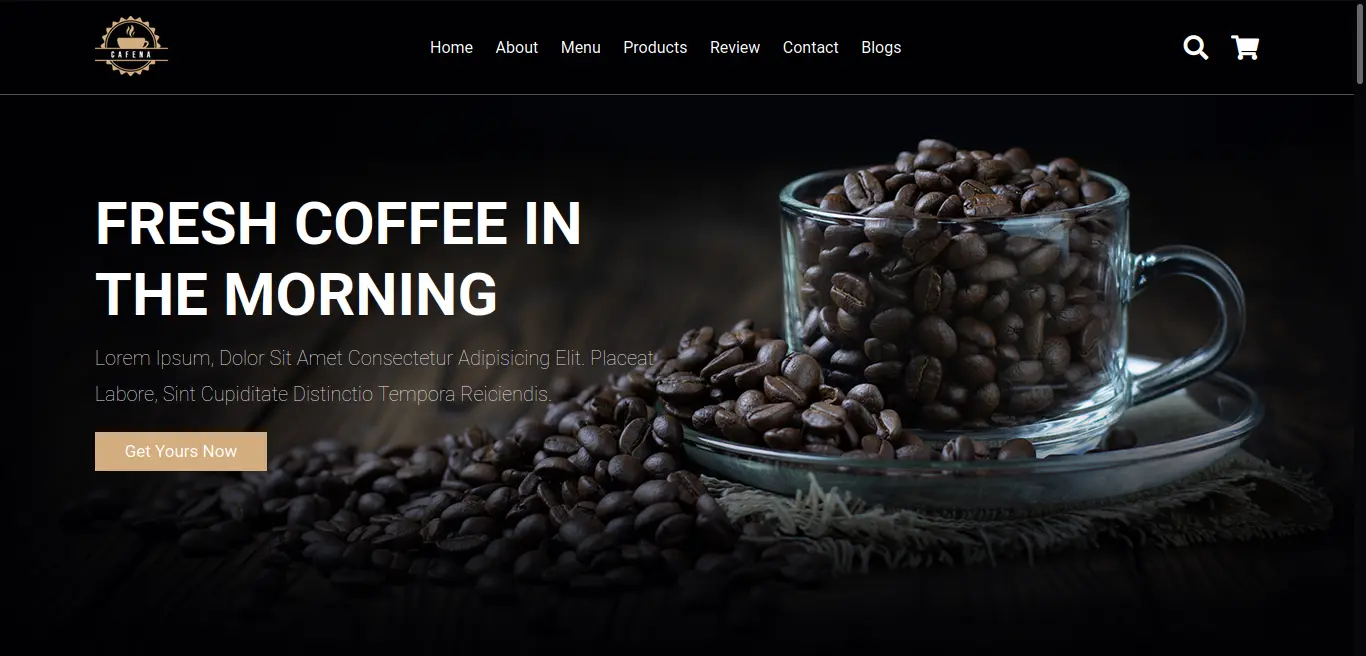 CAFENA
Home About Menu Products Review Contact Blogs
FRESH COFFEE IN
THE MORNING
Lorem Ipsum, Dolor Sit Amet Consectetur Adipisicing Elit. Placeat
Labore, Sint Cupiditate Distinctio Tempora Reiciendis.
Get Yours Now